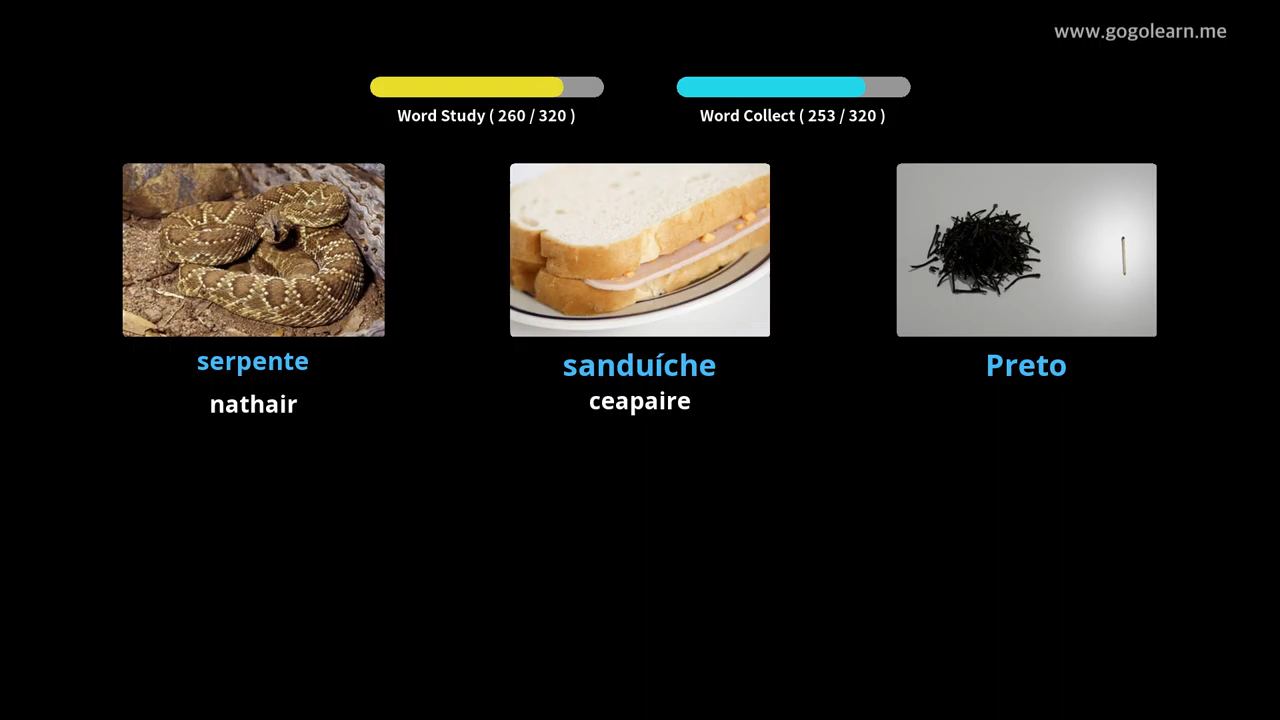 www.gogolearn.me
Word Study ( 260 / 320 )
Word Collect ( 253 / 320 )
serpente
nathair
sanduíche
ceapaire
Preto